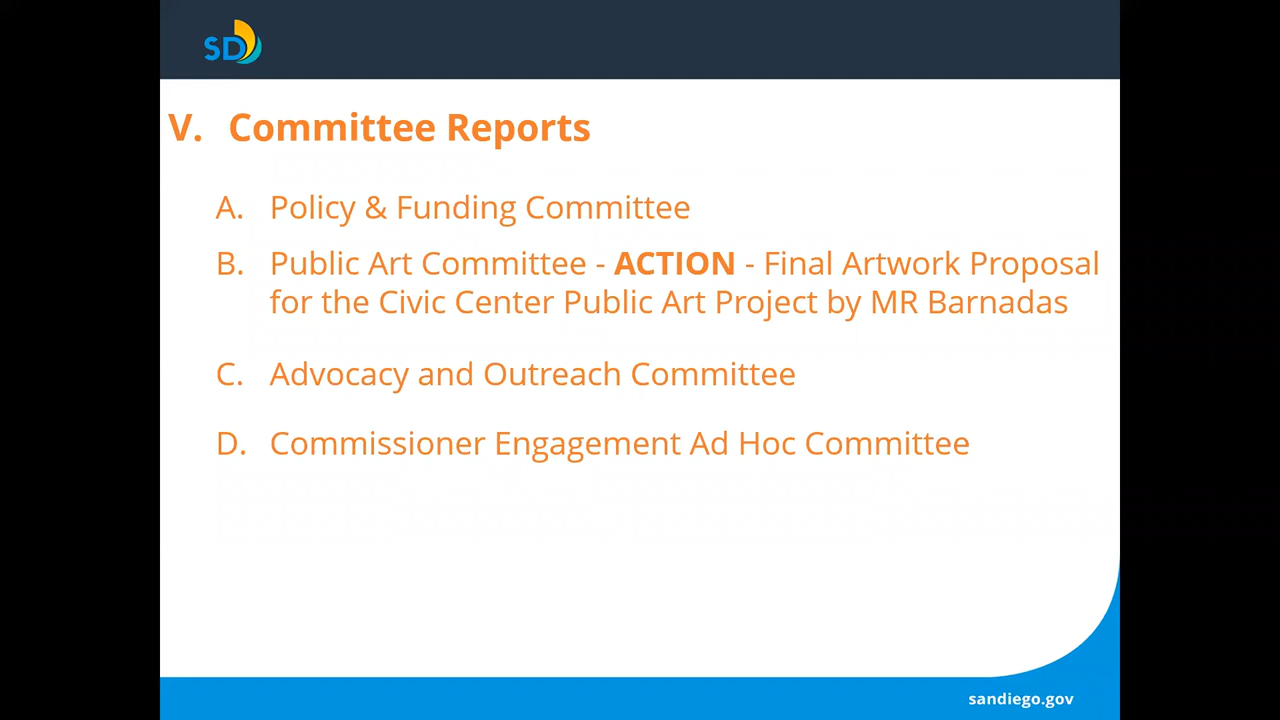 SD
V. Committee Reports
A. Policy & Funding Committee
B. Public Art Committee - ACTION - Final Artwork Proposal
for the Civic Center Public Art Project by MR Barnadas
C. Advocacy and Outreach Committee
D. Commissioner Engagement Ad Hoc Committee
sandiego.gov